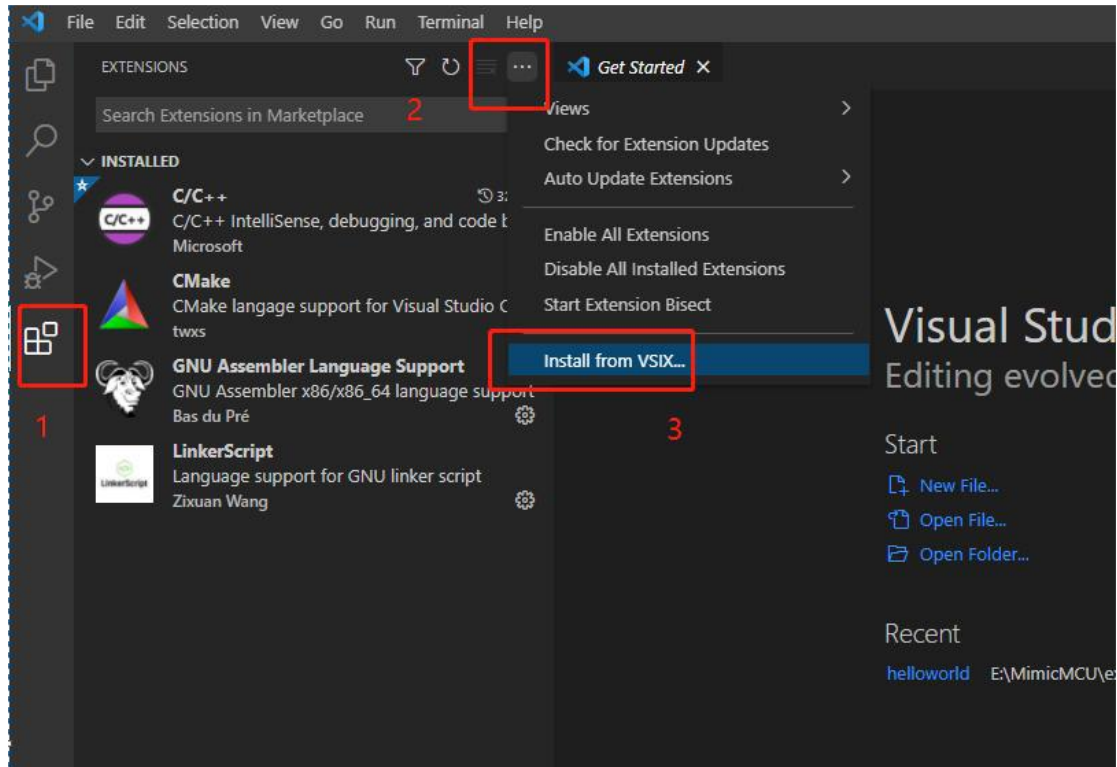 File Edit Selection View Go Run Terminal Help
EXTENSIONS
2
Get Started
Search Extensions in Marketplace
INSTALLED
C/C++
C/C++
C/C++ IntelliSense, debugging, and code
Microsoft
CMake
CMake langage support for Visual Studio
twxs
GNU Assembler Language Support
GNU Assembler x86/x86_64 language support
Bas du Pré
LinkerScript
LinkerScript
Language support for GNU linker script
Zixuan Wang
1
Views
Check for Extension Updates
Auto Update Extensions
Enable All Extensions
Disable All Installed Extensions
Start Extension Bisect
Install from VSIX...
3
Visual Stud
Editing evolved
Start
New File...
Open File...
Open Folder...
Recent
helloworld E:\MimicMCU\e